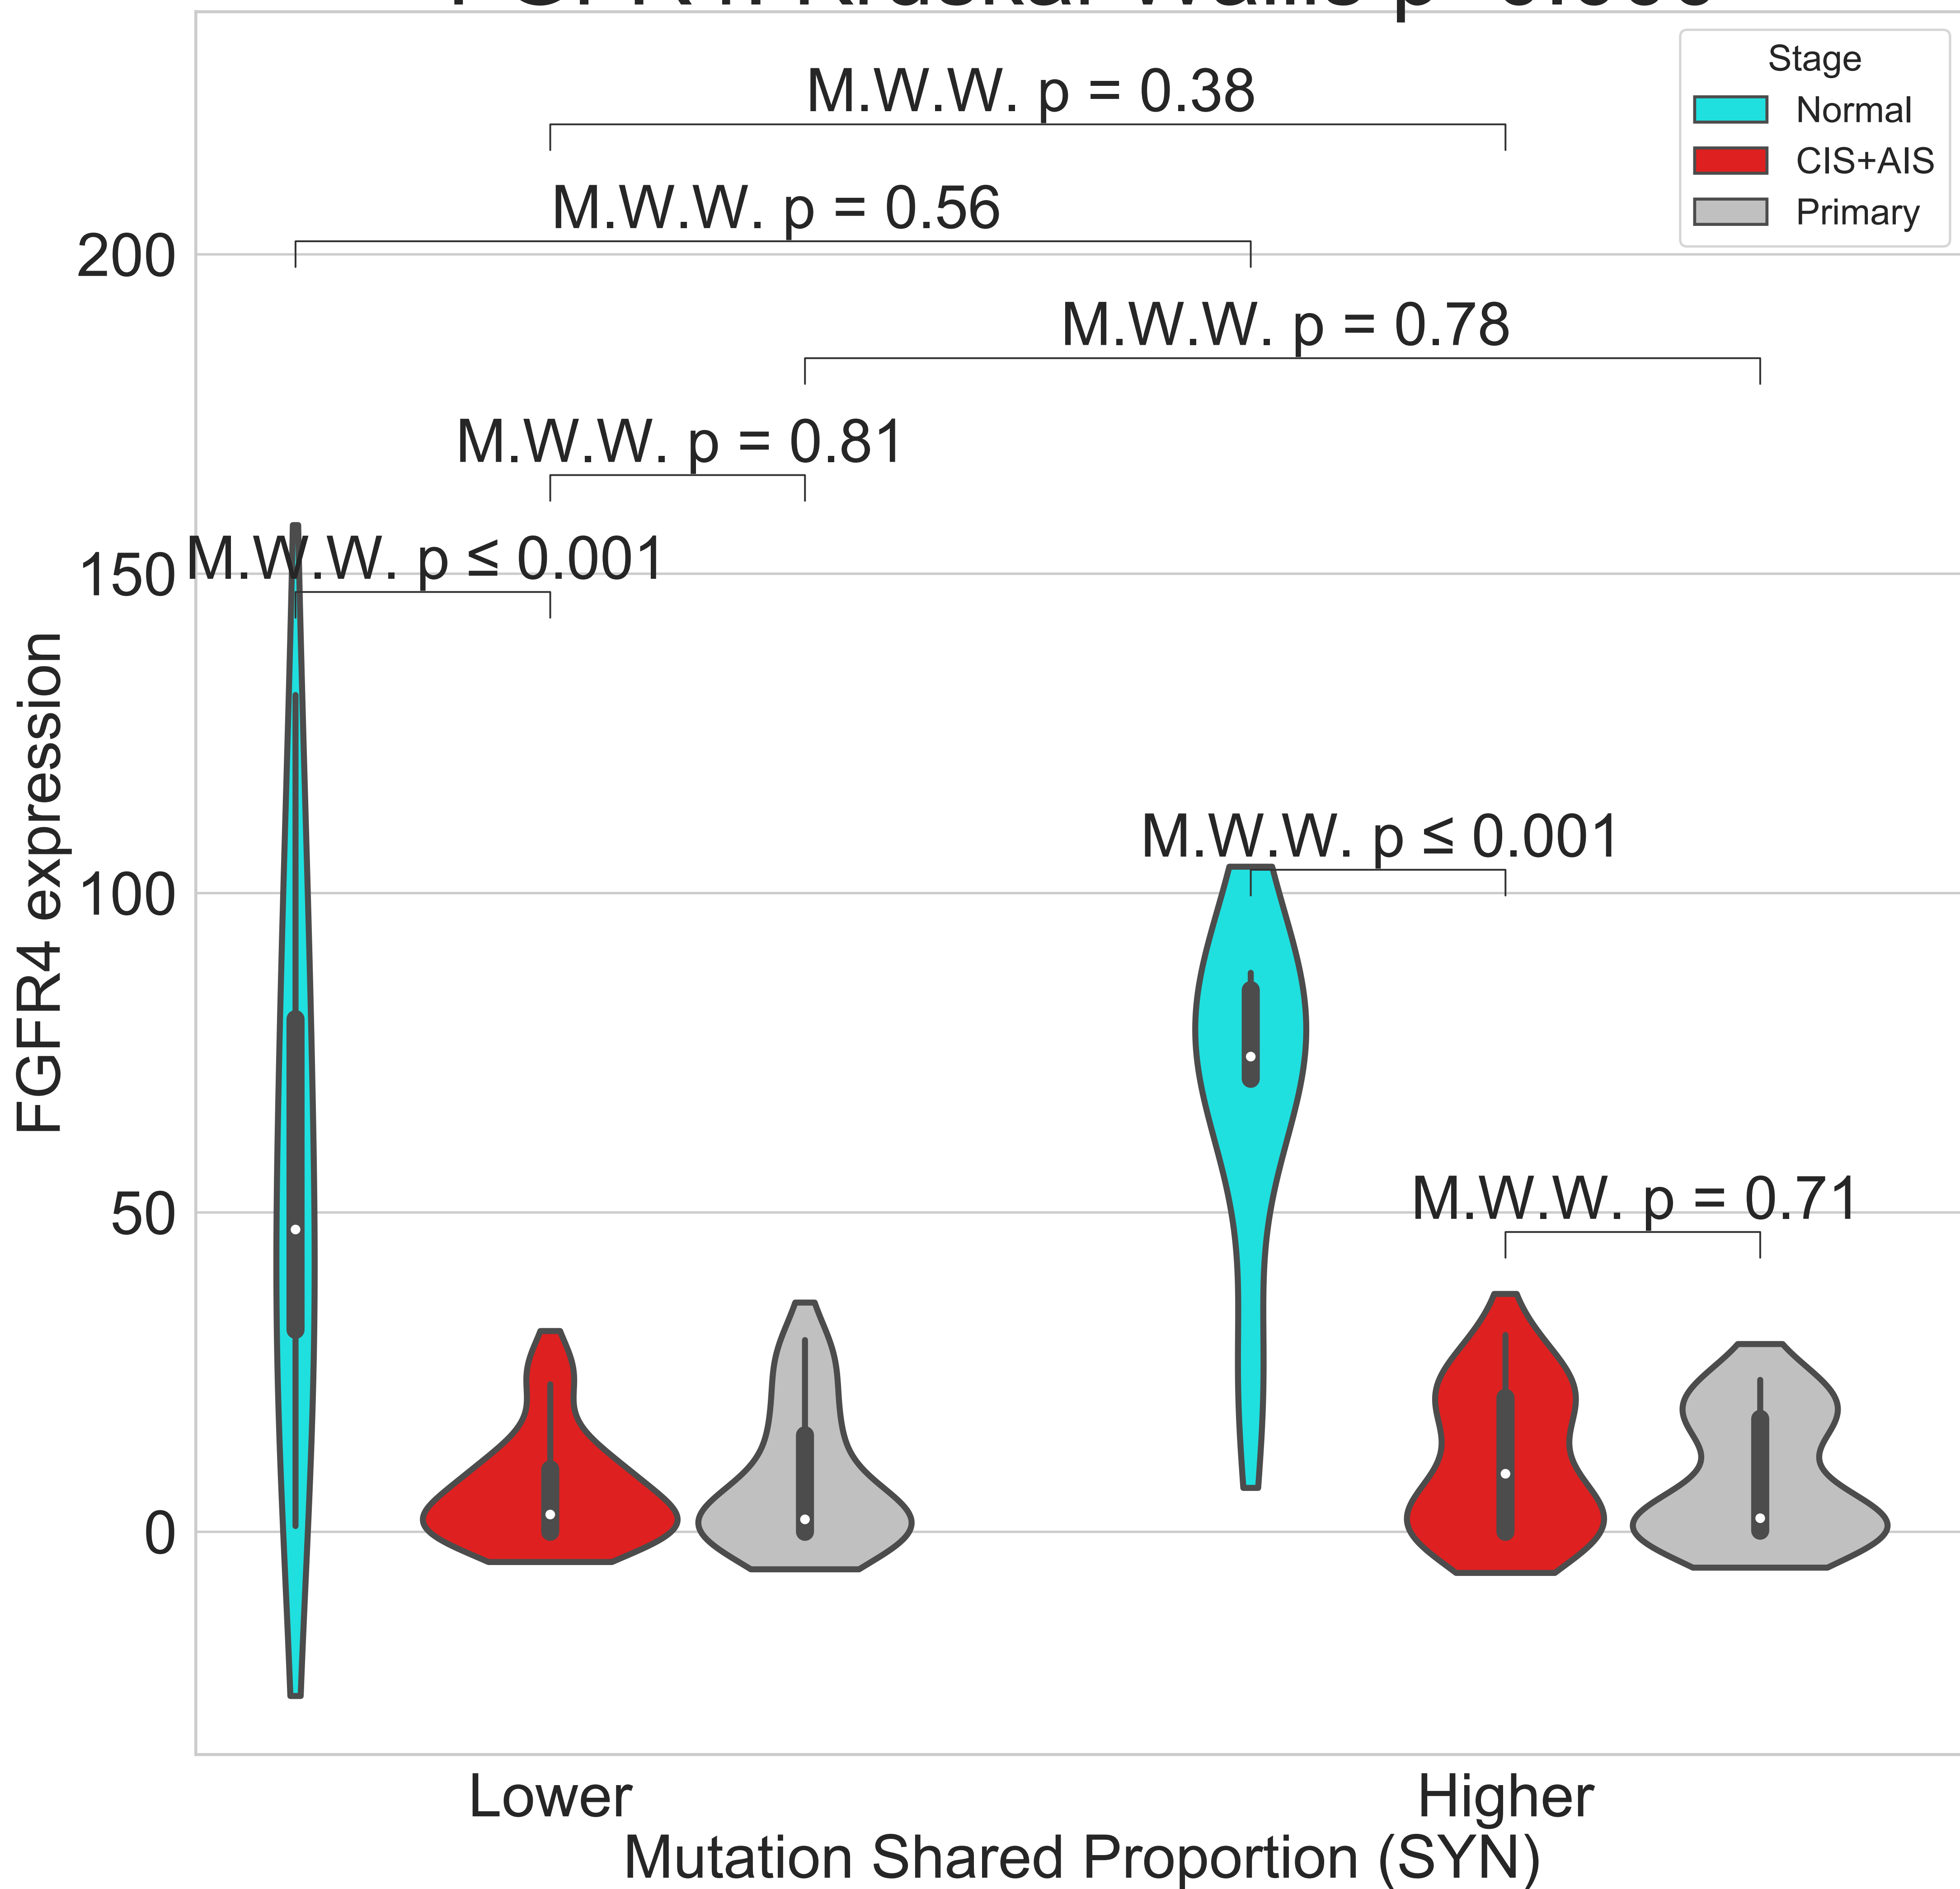 Stage
Normal
CIS+AIS
Primary
M.W.W. p = 0.38
M.W.W. p = 0.56
M.W.W. p = 0.78
M.W.W. p = 0.81
M.W.W. p ≤ 0.001
M.W.W. p ≤ 0.001
M.W.W. p = 0.71
200
150
100
50
0
FGFR4 expression
Lower
Higher
Mutation Shared Proportion (SYN)